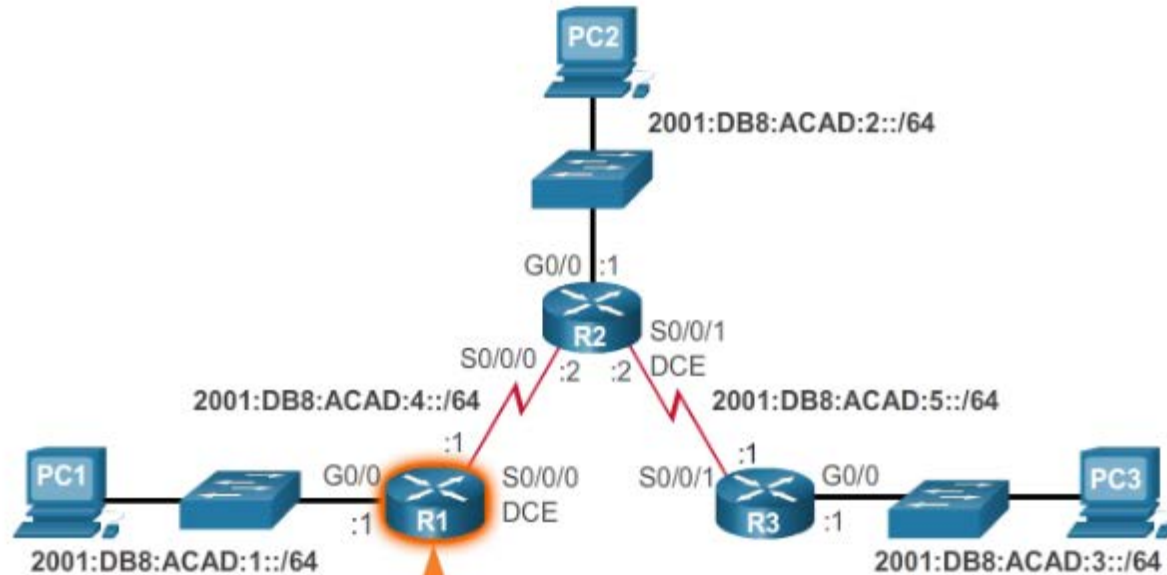 PC2
2001:DB8:ACAD:2::/64
G0/0 :1
R2
S0/0/1
DCE
S0/0/0
:2 :2
2001:DB8:ACAD:4::/64
2001:DB8:ACAD:5::/64
:1
:1
PC1
G0/0
S0/0/0
DCE
R1
:1
S0/0/1
G0/0
R3
:1
PC3
2001:DB8:ACAD:1::/64
2001:DB8:ACAD:3::/64